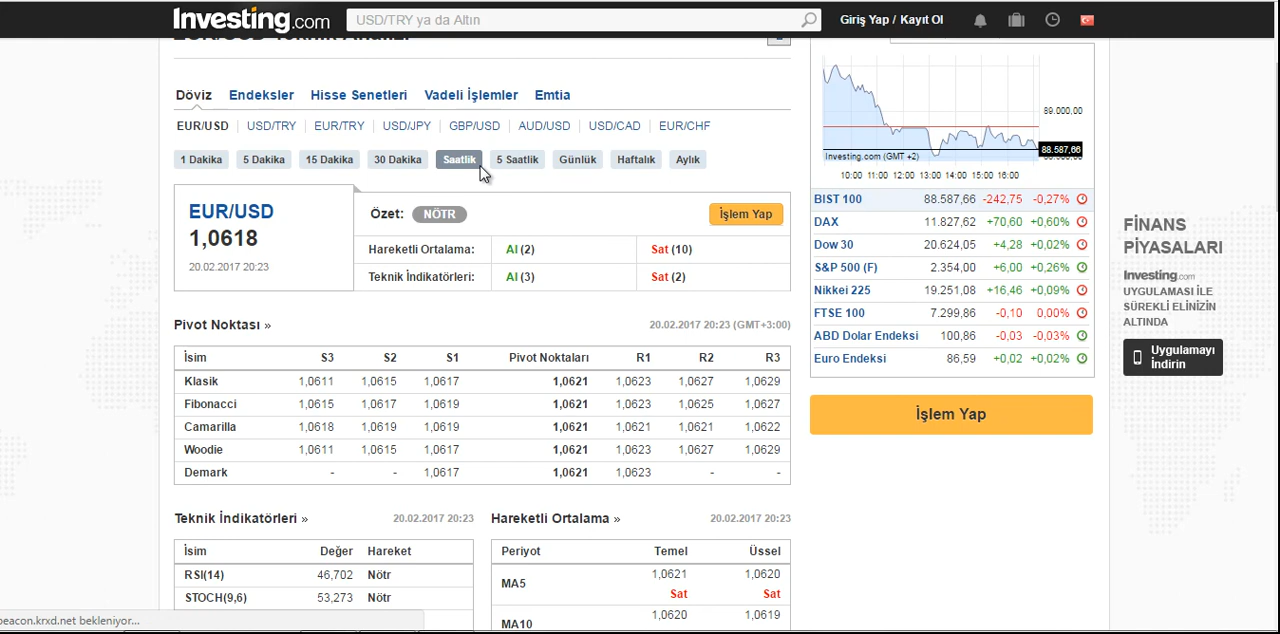 Investing.com USD/TRY ya da Altın Giriş Yap / Kayıt Ol
EUR/USD Teknik Analizi
Döviz Endeksler Hisse Senetleri Vadeli İşlemler Emtia
EUR/USD USD/TRY EUR/TRY USD/JPY GBP/USD AUD/USD USD/CAD EUR/CHF
1 Dakika 5 Dakika 15 Dakika 30 Dakika Saatlik 5 Saatlik Günlük Haftalık Aylık
EUR/USD
1,0618
20.02.2017 20:23
Özet: NÖTR İşlem Yap
Hareketli Ortalama: Al (2) Sat (10)
Teknik İndikatörleri: Al (3) Sat (2)
Pivot Noktası » 20.02.2017 20:23 (GMT+3:00)
İsim S3 S2 S1 Pivot Noktaları R1 R2 R3
Klasik 1,0611 1,0615 1,0617 1,0621 1,0623 1,0627 1,0629
Fibonacci 1,0615 1,0617 1,0619 1,0621 1,0623 1,0625 1,0627
Camarilla 1,0618 1,0619 1,0619 1,0621 1,0621 1,0621 1,0622
Woodie 1,0611 1,0615 1,0617 1,0621 1,0623 1,0627 1,0629
Demark - - 1,0617 1,0621 1,0623 - -
Teknik İndikatörleri » 20.02.2017 20:23
İsim Değer Hareket
RSI(14) 46,702 Nötr
STOCH(9,6) 53,273 Nötr
Hareketli Ortalama » 20.02.2017 20:23
Periyot Temel Üssel
MA5 1,0621 1,0620
Sat Sat
MA10 1,0620 1,0619
beacon.krxd.net bekleniyor...
89.000,00
88.587,66
Investing.com (GMT +2)
10:00 11:00 12:00 13:00 14:00 15:00 16:00
BIST 100 88.587,66 -242,75 -0,27%
DAX 11.827,62 +70,60 +0,60%
Dow 30 20.624,05 +4,28 +0,02%
S&P 500 (F) 2.354,00 +6,00 +0,26%
Nikkei 225 19.251,08 +16,46 +0,09%
FTSE 100 7.299,86 -0,10 0,00%
ABD Dolar Endeksi 100,86 -0,03 -0,03%
Euro Endeksi 86,59 +0,02 +0,02%
İşlem Yap
FİNANS
PİYASALARI
Investing.com
UYGULAMASI İLE
SÜREKLİ ELİNİZİN
ALTINDA
Uygulamayı
İndirin